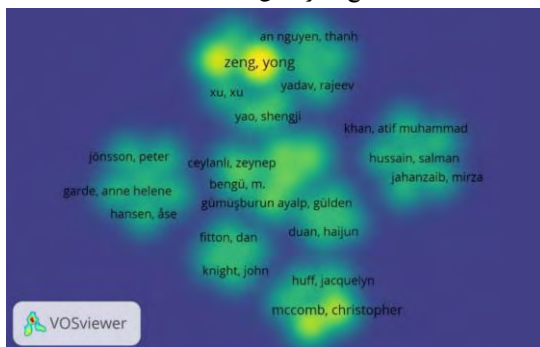 an nguyen, thanh
zeng, yong
yadav, rajeev
xu, xu
yao, shengji
khan, atif muhammad
jönsson, peter
ceylanlı, zeynep
hussain, salman
jahanzaib, mirza
garde, anne helene
bengü, m.
gümüşburun ayalp, gülden
hansen, åse
fitton, dan
duan, haijun
knight, john
huff, jacquelyn
mccomb, christopher
VOSviewer